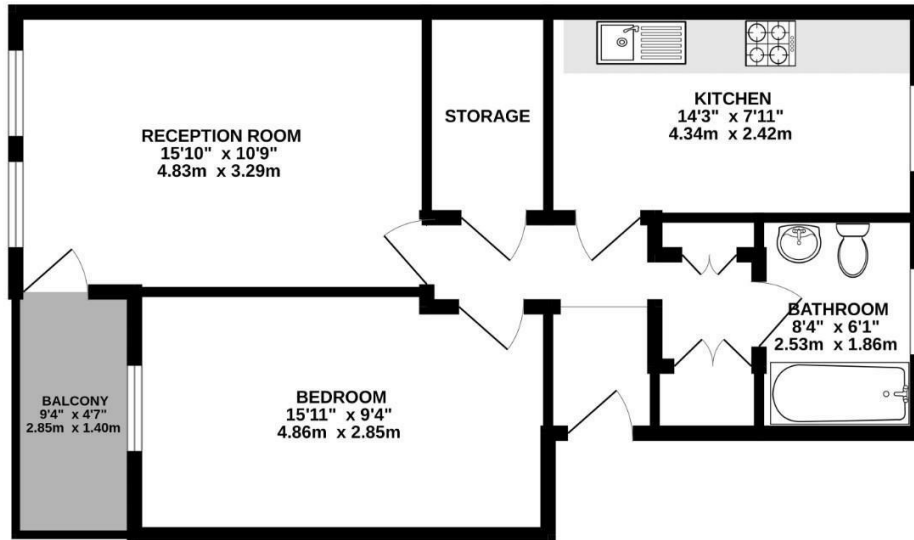 RECEPTION ROOM
15'10" x 10'9"
4.83m x 3.29m
STORAGE
KITCHEN
14'3" x 7'11"
4.34m x 2.42m
BATHROOM
8'4" x 6'1"
2.53m x 1.86m
BALCONY
9'4" x 4'7"
2.85m x 1.40m
BEDROOM
15'11" x 9'4"
4.86m x 2.85m